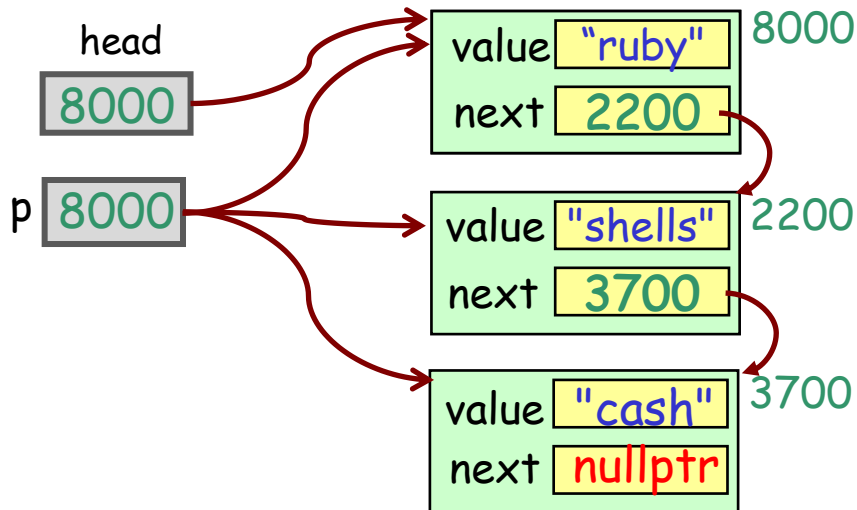 head
8000
p 8000
value “ruby" 8000
next 2200
value "shells" 2200
next 3700
value "cash" 3700
next nullptr